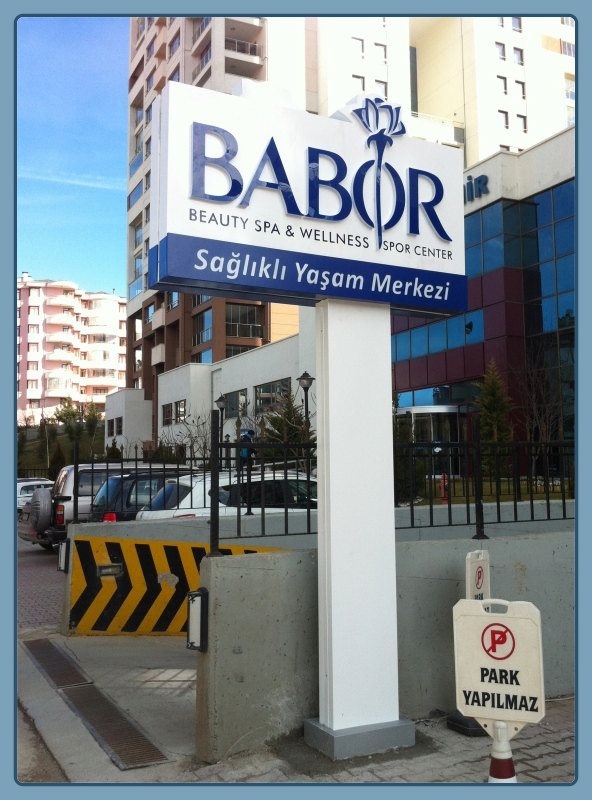 BABOR
BEAUTY SPA & WELLNESS SPOR CENTER
Sağlıklı Yaşam Merkezi
PARK
YAPILMAZ